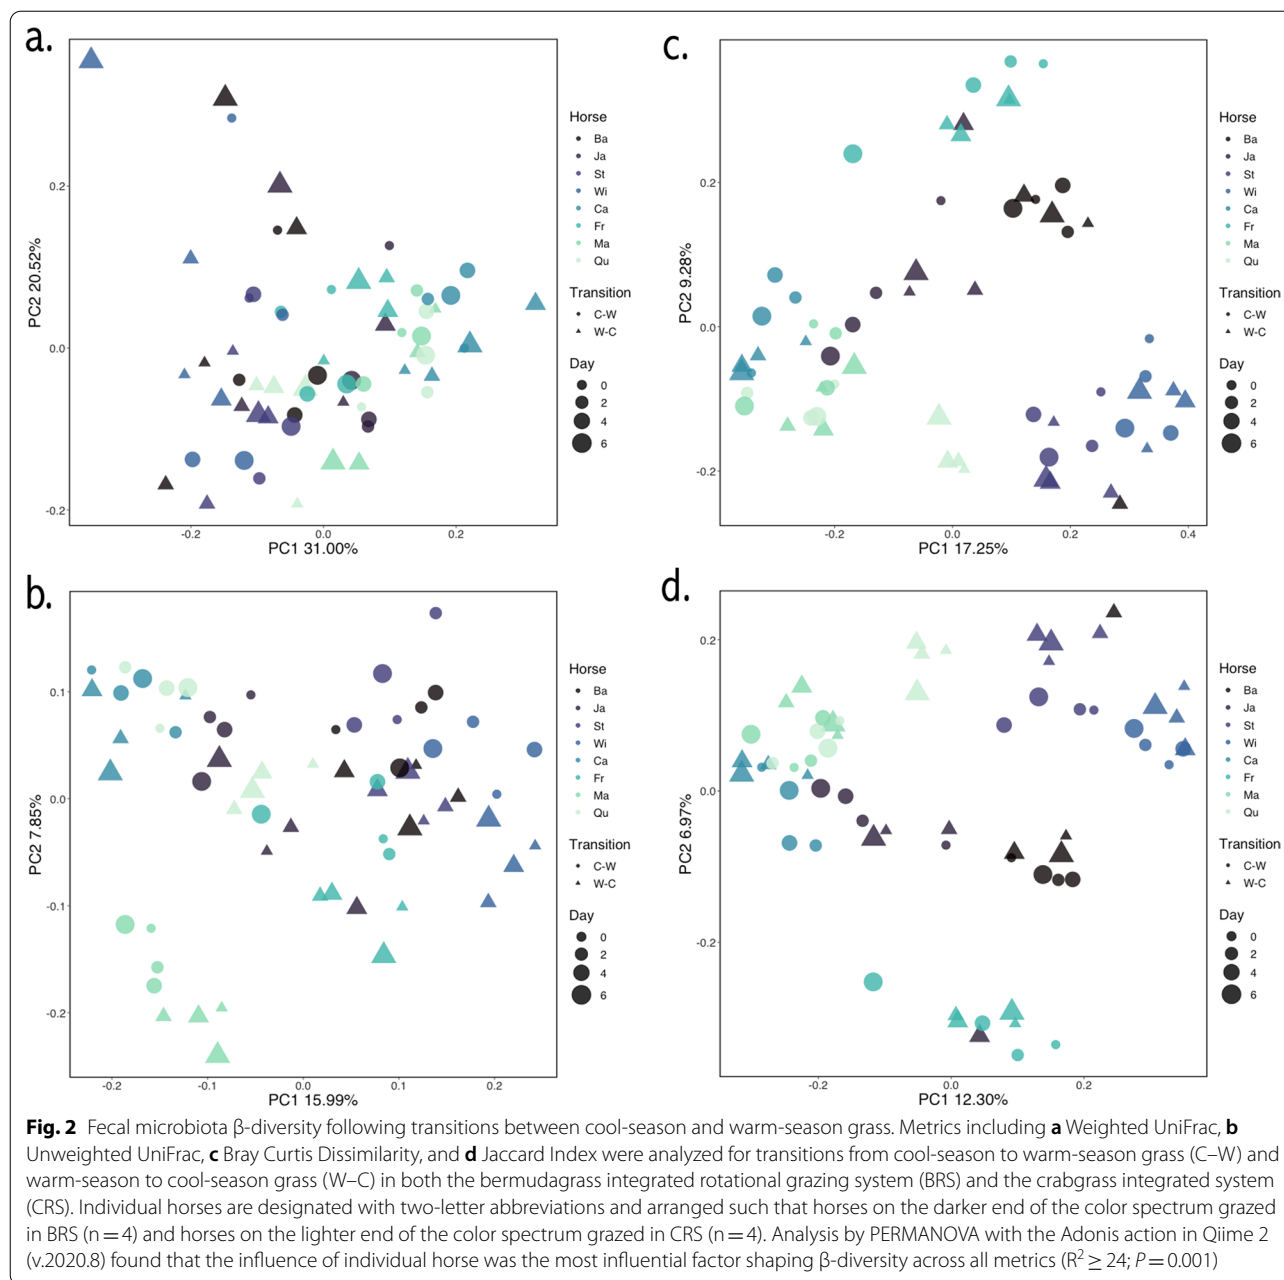 a.
0.2
0.0
-0.2
PC2 20.52%
-0.2
0.0
0.2
PC1 31.00%
Horse
Ba
Ja
St
Wi
Ca
Fr
Ma
Qu
Transition
C-W
W-C
Day
0
2
4
6
c.
0.2
0.0
-0.2
PC2 9.28%
-0.2
0.0
0.2
0.4
PC1 17.25%
Horse
Ba
Ja
St
Wi
Ca
Fr
Ma
Qu
Transition
C-W
W-C
Day
0
2
4
6
b.
0.1
0.0
-0.1
-0.2
PC2 7.85%
-0.2
-0.1
0.0
0.1
0.2
PC1 15.99%
Horse
Ba
Ja
St
Wi
Ca
Fr
Ma
Qu
Transition
C-W
W-C
Day
0
2
4
6
d.
0.2
0.0
-0.2
PC2 6.97%
-0.2
0.0
0.2
PC1 12.30%
Horse
Ba
Ja
St
Wi
Ca
Fr
Ma
Qu
Transition
C-W
W-C
Day
0
2
4
6
Fig. 2 Fecal microbiota β-diversity following transitions between cool-season and warm-season grass. Metrics including a Weighted UniFrac, b
Unweighted UniFrac, c Bray Curtis Dissimilarity, and d Jaccard Index were analyzed for transitions from cool-season to warm-season grass (C–W) and
warm-season to cool-season grass (W–C) in both the bermudagrass integrated rotational grazing system (BRS) and the crabgrass integrated system
(CRS). Individual horses are designated with two-letter abbreviations and arranged such that horses on the darker end of the color spectrum grazed
in BRS (n = 4) and horses on the lighter end of the color spectrum grazed in CRS (n = 4). Analysis by PERMANOVA with the Adonis action in Qiime 2
(v.2020.8) found that the influence of individual horse was the most influential factor shaping β-diversity across all metrics (R² ≥ 24; P = 0.001)